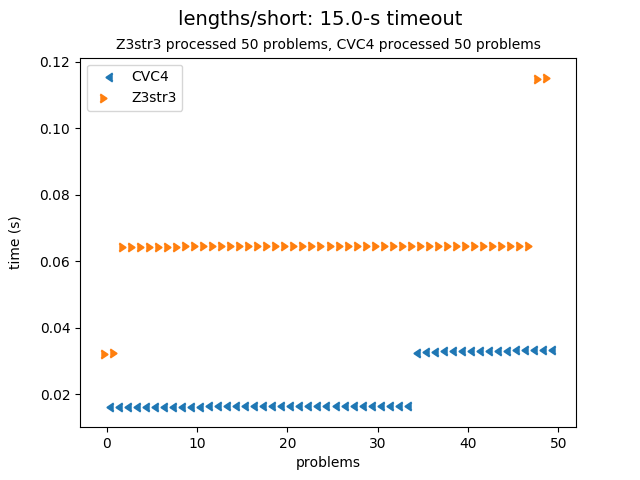 lengths/short: 15.0-s timeout
Z3str3 processed 50 problems, CVC4 processed 50 problems
CVC4
Z3str3
0.12
0.10
0.08
0.06
0.04
0.02
time (s)
0 10 20 30 40 50
problems